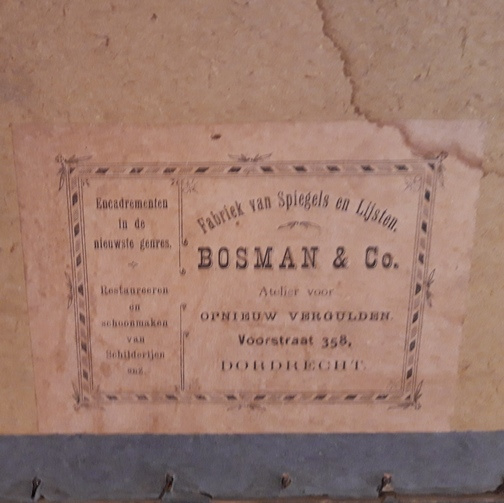 Encadrementen
in de
nieuwste genres.
Restaureeren
en
schoonmaken
van
Schilderijen
enz.
Fabriek van Spiegels en Lijsten.
BOSMAN & Co.
Atelier voor
OPNIEUW VERGULDEN.
Voorstraat 358,
DORDRECHT.